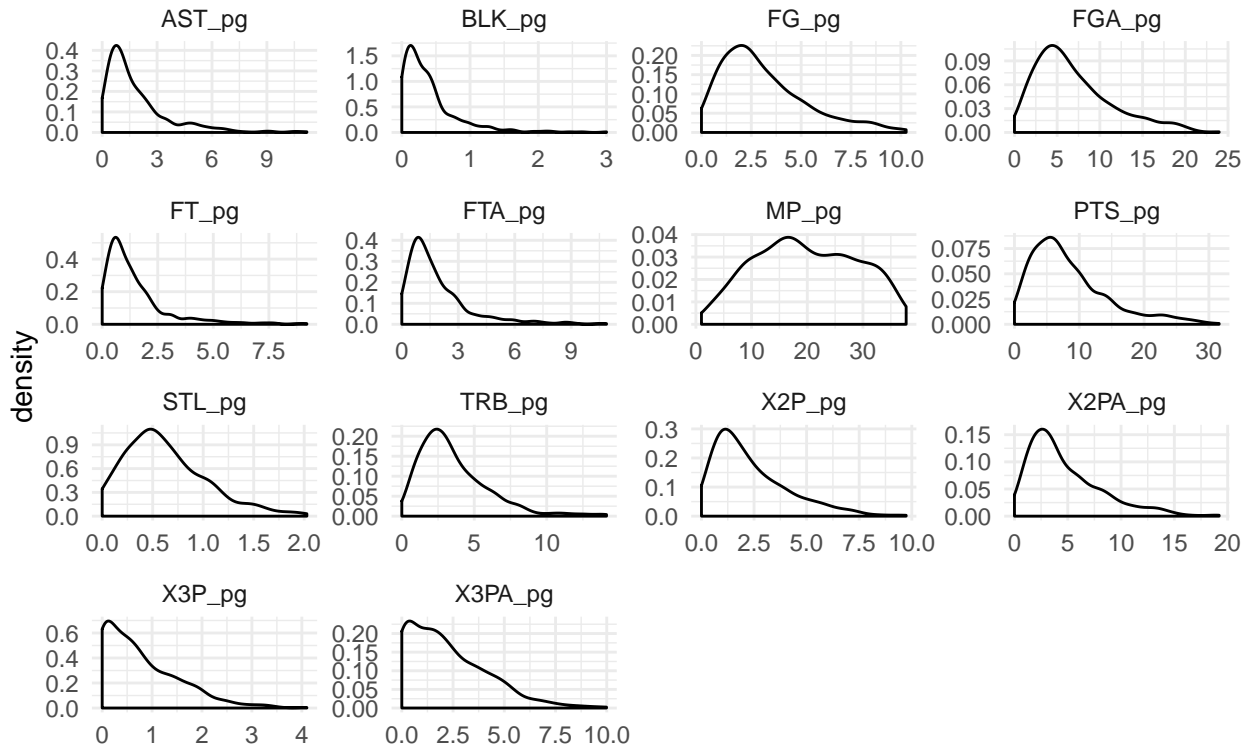 AST_pg BLK_pg FG_pg FGA_pg
0.4 0.3 0.2 0.1 0.0
1.5 1.0 0.5 0.0
0.20 0.15 0.10 0.05 0.00
0.09 0.06 0.03 0.00
0 3 6 9
0 1 2 3
0.0 2.5 5.0 7.5 10.0
0 5 10 15 20 25
FT_pg FTA_pg MP_pg PTS_pg
0.4 0.2 0.0
0.4 0.3 0.2 0.1 0.0
0.04 0.03 0.02 0.01 0.00
0.075 0.050 0.025 0.000
0.0 2.5 5.0 7.5
0 3 6 9
0 10 20 30
0 10 20 30
density
STL_pg TRB_pg X2P_pg X2PA_pg
0.9 0.6 0.3 0.0
0.20 0.15 0.10 0.05 0.00
0.3 0.2 0.1 0.0
0.15 0.10 0.05 0.00
0.0 0.5 1.0 1.5 2.0
0 5 10
0.0 2.5 5.0 7.5 10.0
0 5 10 15 20
X3P_pg X3PA_pg
0.6 0.4 0.2 0.0
0.20 0.15 0.10 0.05 0.00
0 1 2 3 4
0.0 2.5 5.0 7.5 10.0